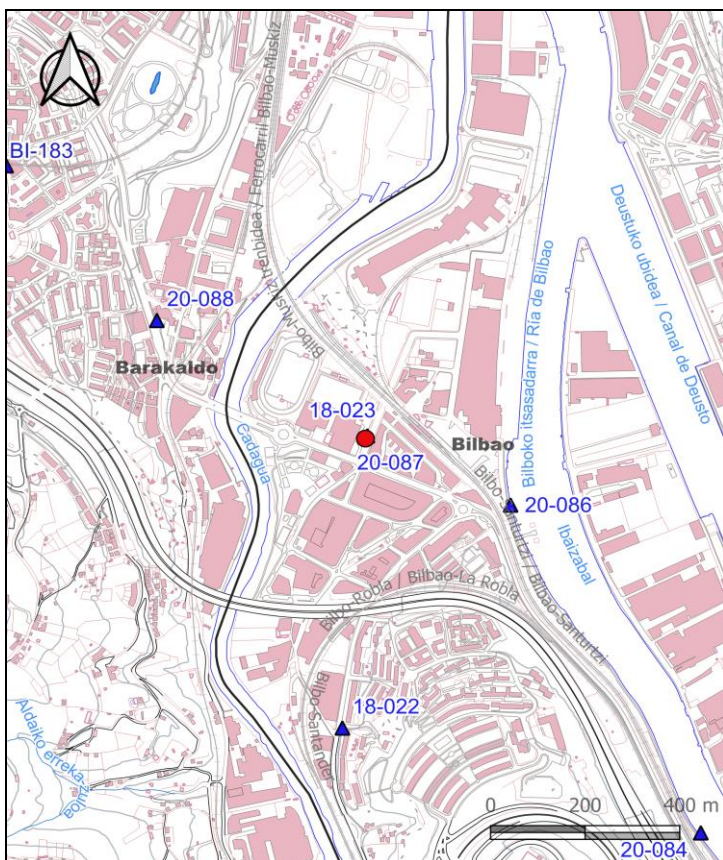 BI-183
Bilbo-Muskiz trenbidea / Ferrocarril Bilbao-Muskiz
Deustuko ubidea / Canal de Deusto
Bilboko itsasadarra / Ría de Bilbao
20-088
Barakaldo
18-023
Cadagua
Bilbao
20-087
20-086
Ibaizabal
Bilbo-Santurtzi / Bilbao-Santurtzi
Bilbo-Robla / Bilbao-La Robla
Bilbo-Santander
18-022
Aldaiko erreka
0 200 400 m
20-084